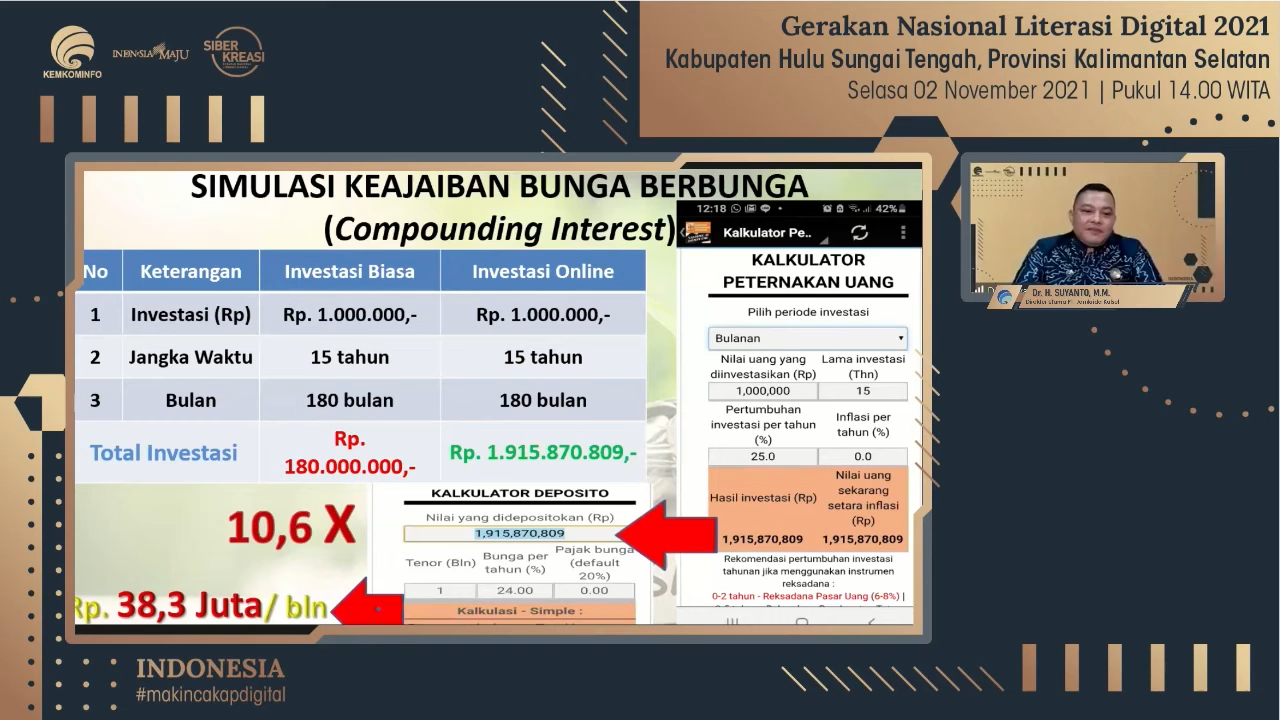 KEMKOMINFO
INDONESIA MAJU
SIBER
KREASI
Gerakan Nasional Literasi Digital 2021
Kabupaten Hulu Sungai Tengah, Provinsi Kalimantan Selatan
Selasa 02 November 2021 | Pukul 14.00 WITA
SIMULASI KEAJAIBAN BUNGA BERBUNGA
(Compounding Interest)
No Keterangan Investasi Biasa Investasi Online
1 Investasi (Rp) Rp. 1.000.000,- Rp. 1.000.000,-
2 Jangka Waktu 15 tahun 15 tahun
3 Bulan 180 bulan 180 bulan
Total Investasi Rp. 180.000.000,- Rp. 1.915.870.809,-
10,6 X
Rp. 38,3 Juta/ bln
KALKULATOR DEPOSITO
Nilai yang didepositokan (Rp)
1,915,870,809
Tenor (Bln) Bunga per tahun (%) Pajak bunga (default 20%)
1 24.00 0.00
Kalkulasi - Simple :
12:18 42%
Kalkulator Pe..
KALKULATOR
PETERNAKAN UANG
Pilih periode investasi
Bulanan
Nilai uang yang diinvestasikan (Rp) Lama investasi (Thn)
1,000,000 15
Pertumbuhan investasi per tahun (%) Inflasi per tahun (%)
25.0 0.0
Hasil investasi (Rp) Nilai uang sekarang setara inflasi (Rp)
1,915,870,809 1,915,870,809
Rekomendasi pertumbuhan investasi
tahunan jika menggunakan instrumen
reksadana :
0-2 tahun - Reksadana Pasar Uang (6-8%) |
Dr. H. SUYANTO, M.M.
Direktur Utama PT Jamkrida Kalsel
INDONESIA
#makincakapdigital